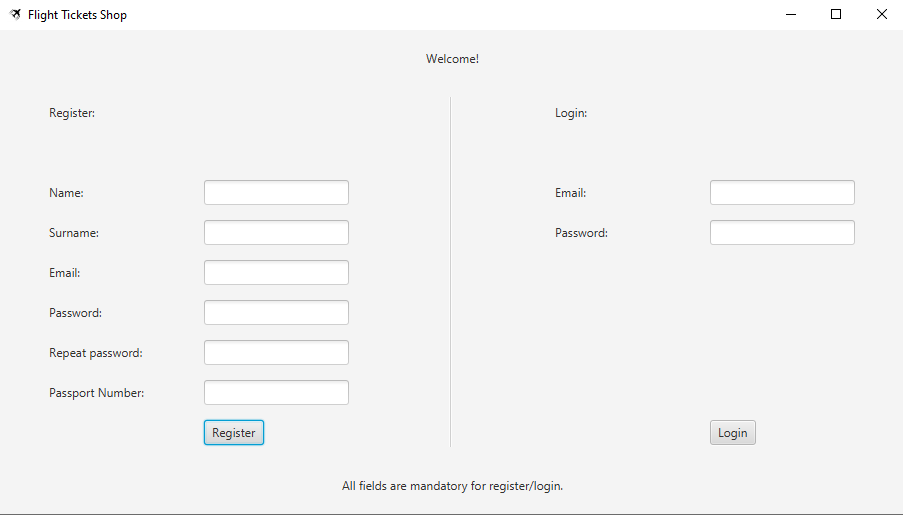 Flight Tickets Shop
Welcome!
Register:
Name:
Surname:
Email:
Password:
Repeat password:
Passport Number:
Register
Login:
Email:
Password:
Login
All fields are mandatory for register/login.